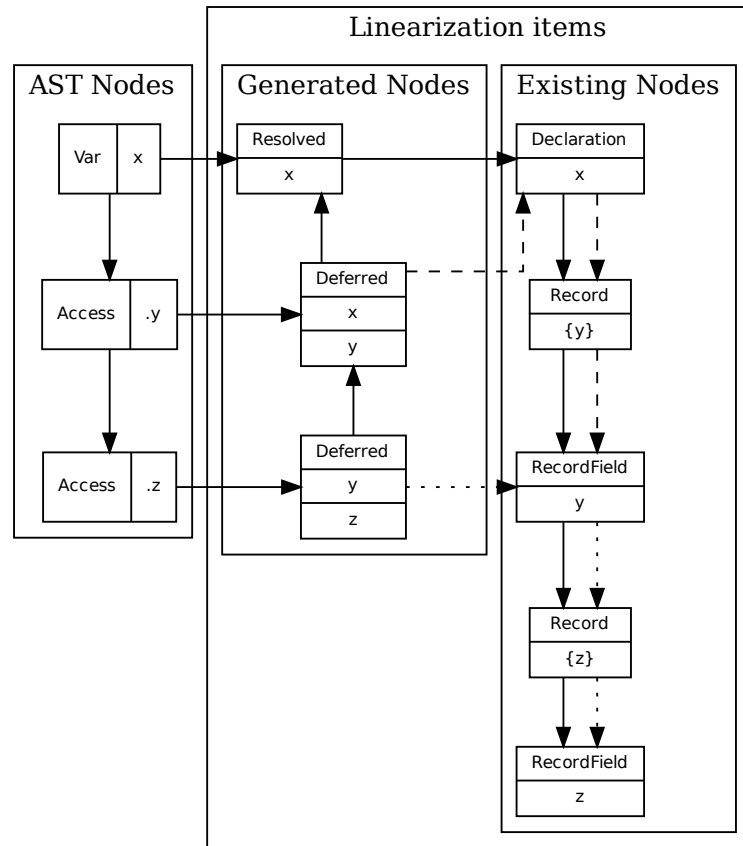 Linearization items
AST Nodes
Generated Nodes
Existing Nodes
Var
x
Access
.y
Access
.z
Resolved
x
Deferred
x
y
Deferred
y
z
Declaration
x
Record
{y}
RecordField
y
Record
{z}
RecordField
z